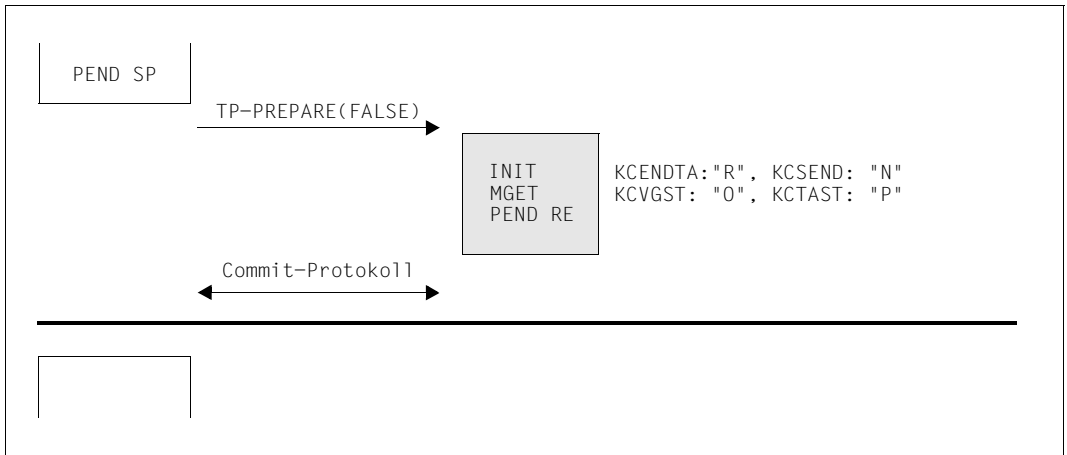 PEND SP
TP-PREPARE(FALSE)
INIT
MGET
PEND RE
KCENDTA:"R", KCSEND: "N"
KCVGST: "O", KCTAST: "P"
Commit-Protokoll